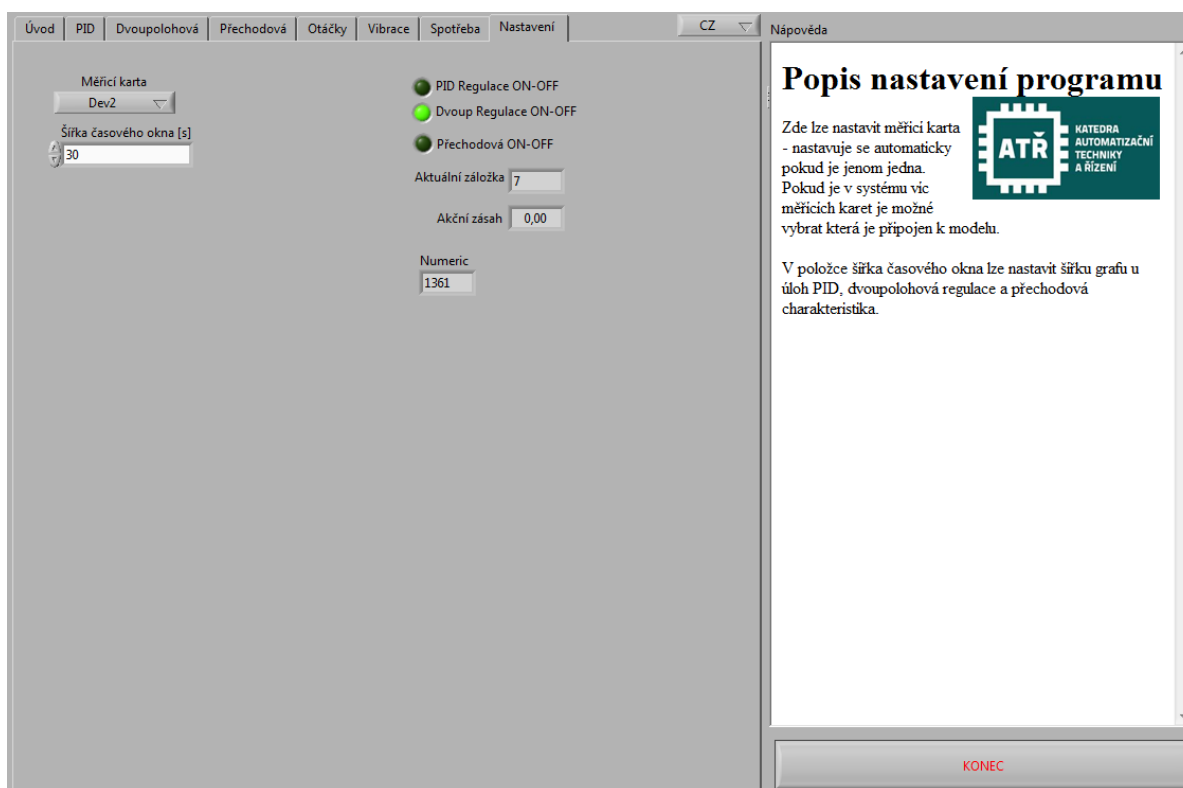 Úvod PID Dvoupolohová Přechodová Otáčky Vibrace Spotřeba Nastavení CZ
Měřicí karta
Dev2
Šířka časového okna [s]
30
PID Regulace ON-OFF
Dvoup Regulace ON-OFF
Přechodová ON-OFF
Aktuální záložka 7
Akční zásah 0,00
Numeric
1361
Nápověda
Popis nastavení programu
Zde lze nastavit měřici karta
- nastavuje se automaticky
pokud je jenom jedna.
Pokud je v systému vic
měřicich karet je možné
vybrat která je připojen k modelu.
ATŘ
KATEDRA
AUTOMATIZAČNÍ
TECHNIKY
A ŘÍZENÍ
V položce šířka časového okna lze nastavit šířku grafu u
úloh PID, dvoupolohová regulace a přechodová
charakteristika.
KONEC